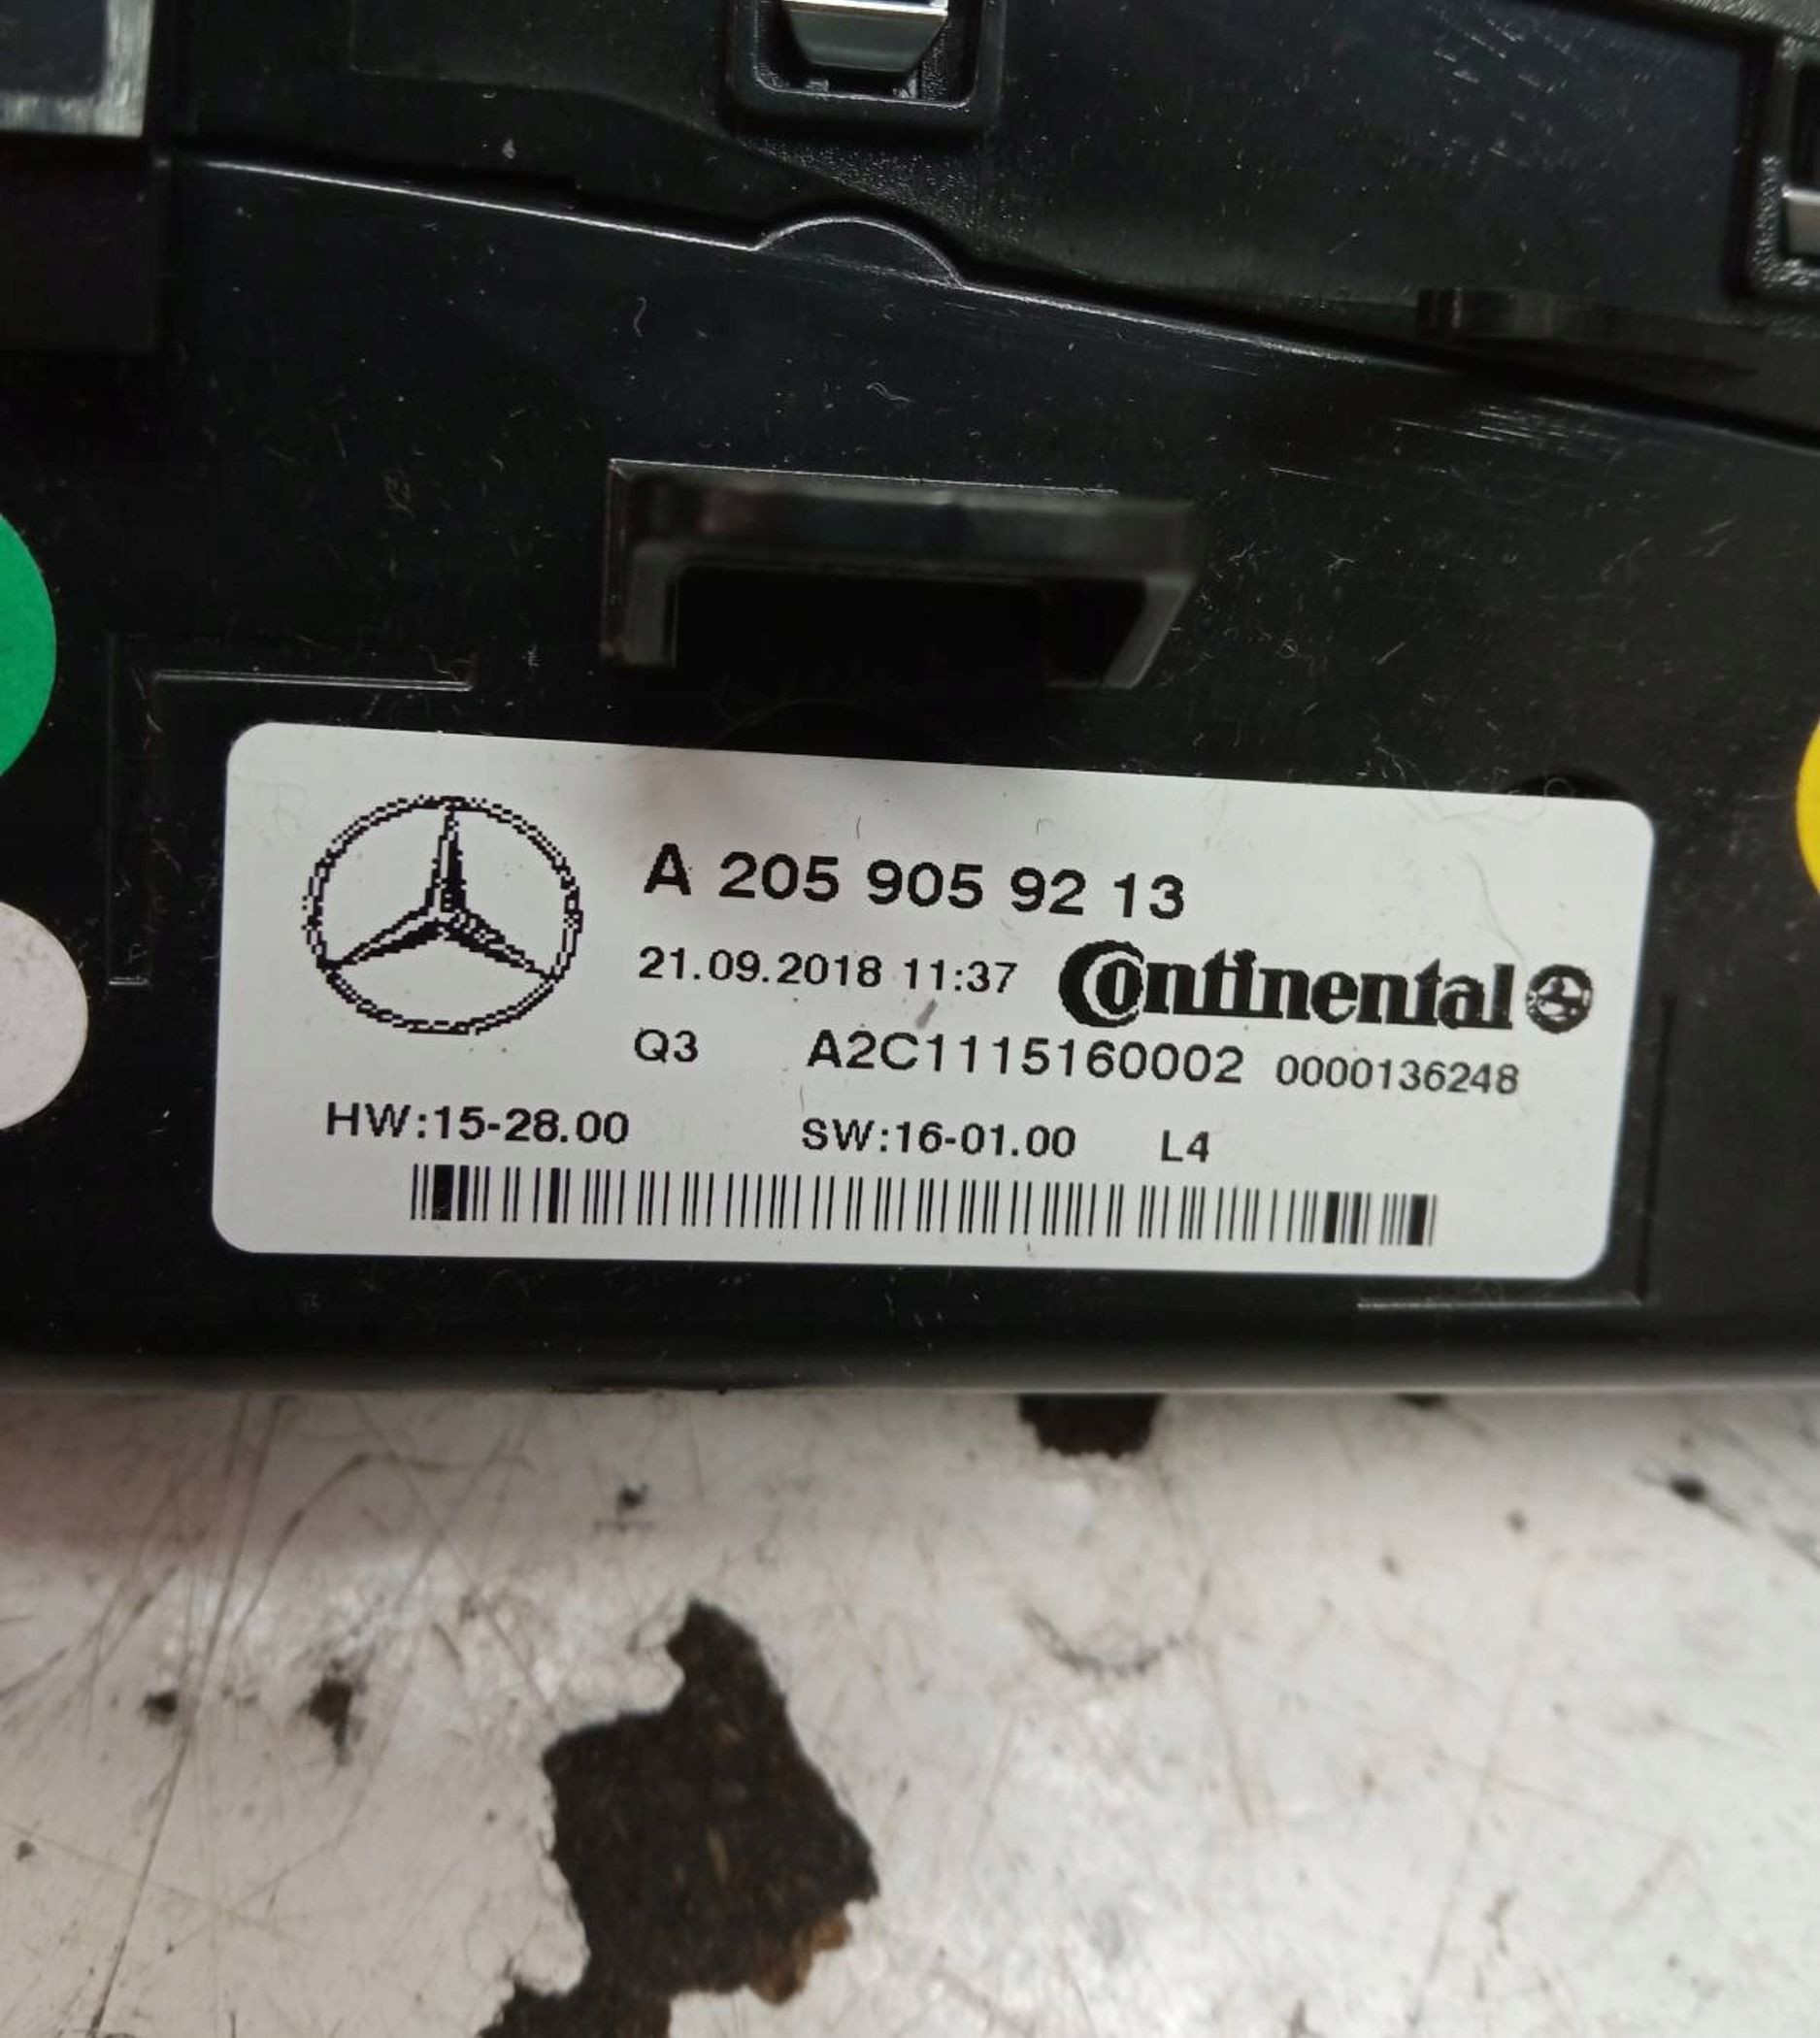 A 205 905 92 13
21.09.2018 11:37 Continental
Q3 A2C1115160002 0000136248
HW:15-28.00 SW:16-01.00 L4